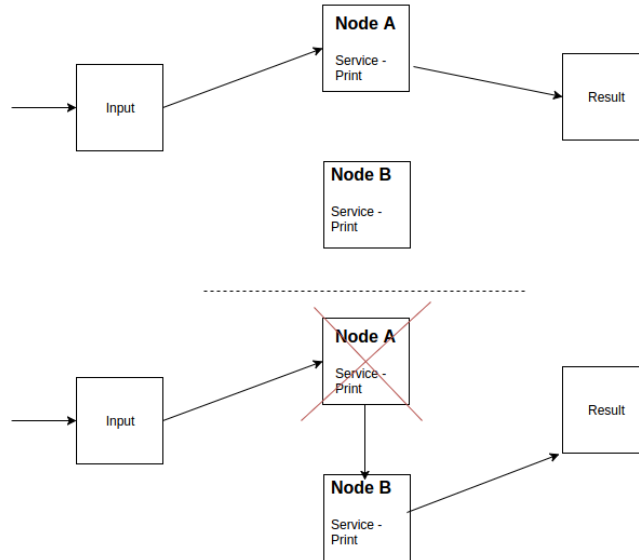 Node A
Service -
Print
Input
Result
Node B
Service -
Print
Node A
Service -
Print
Input
Result
Node B
Service -
Print